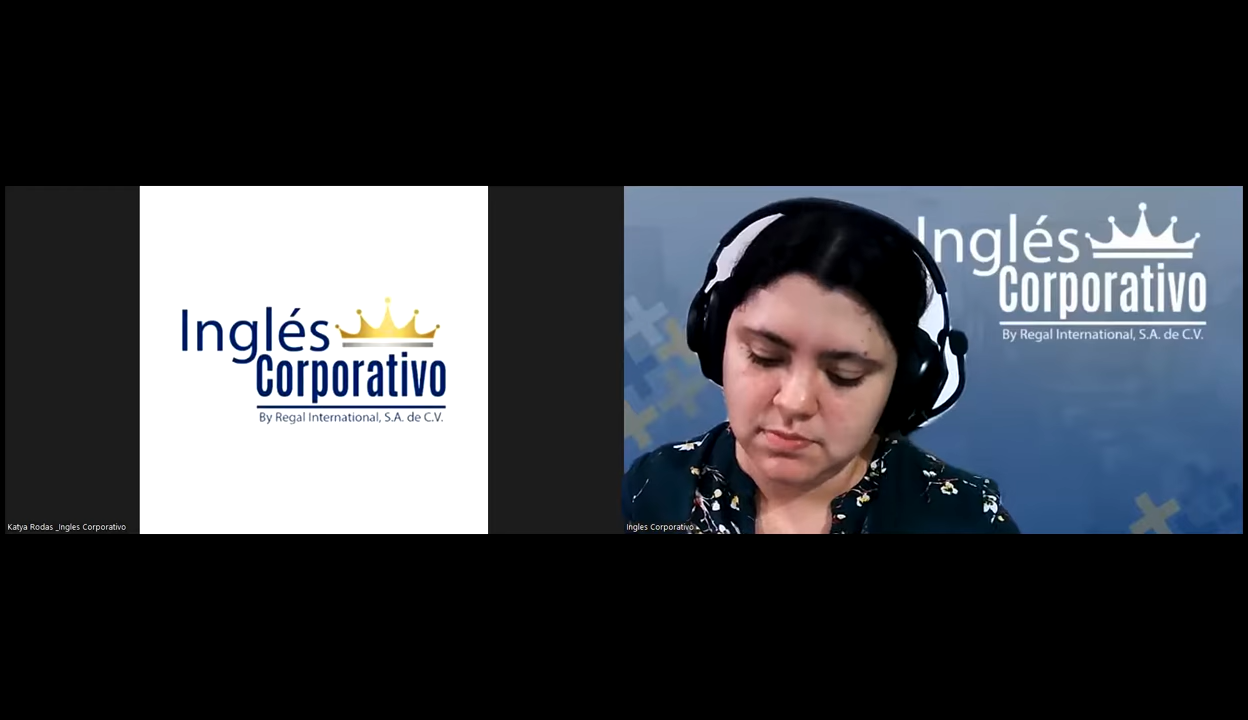 Inglés
Corporativo
By Regal International, S.A. de C.V.
Katya Rodas _Ingles Corporativo
Inglés
Corporativo
By Regal International, S.A. de C.V.
Ingles Corporativo